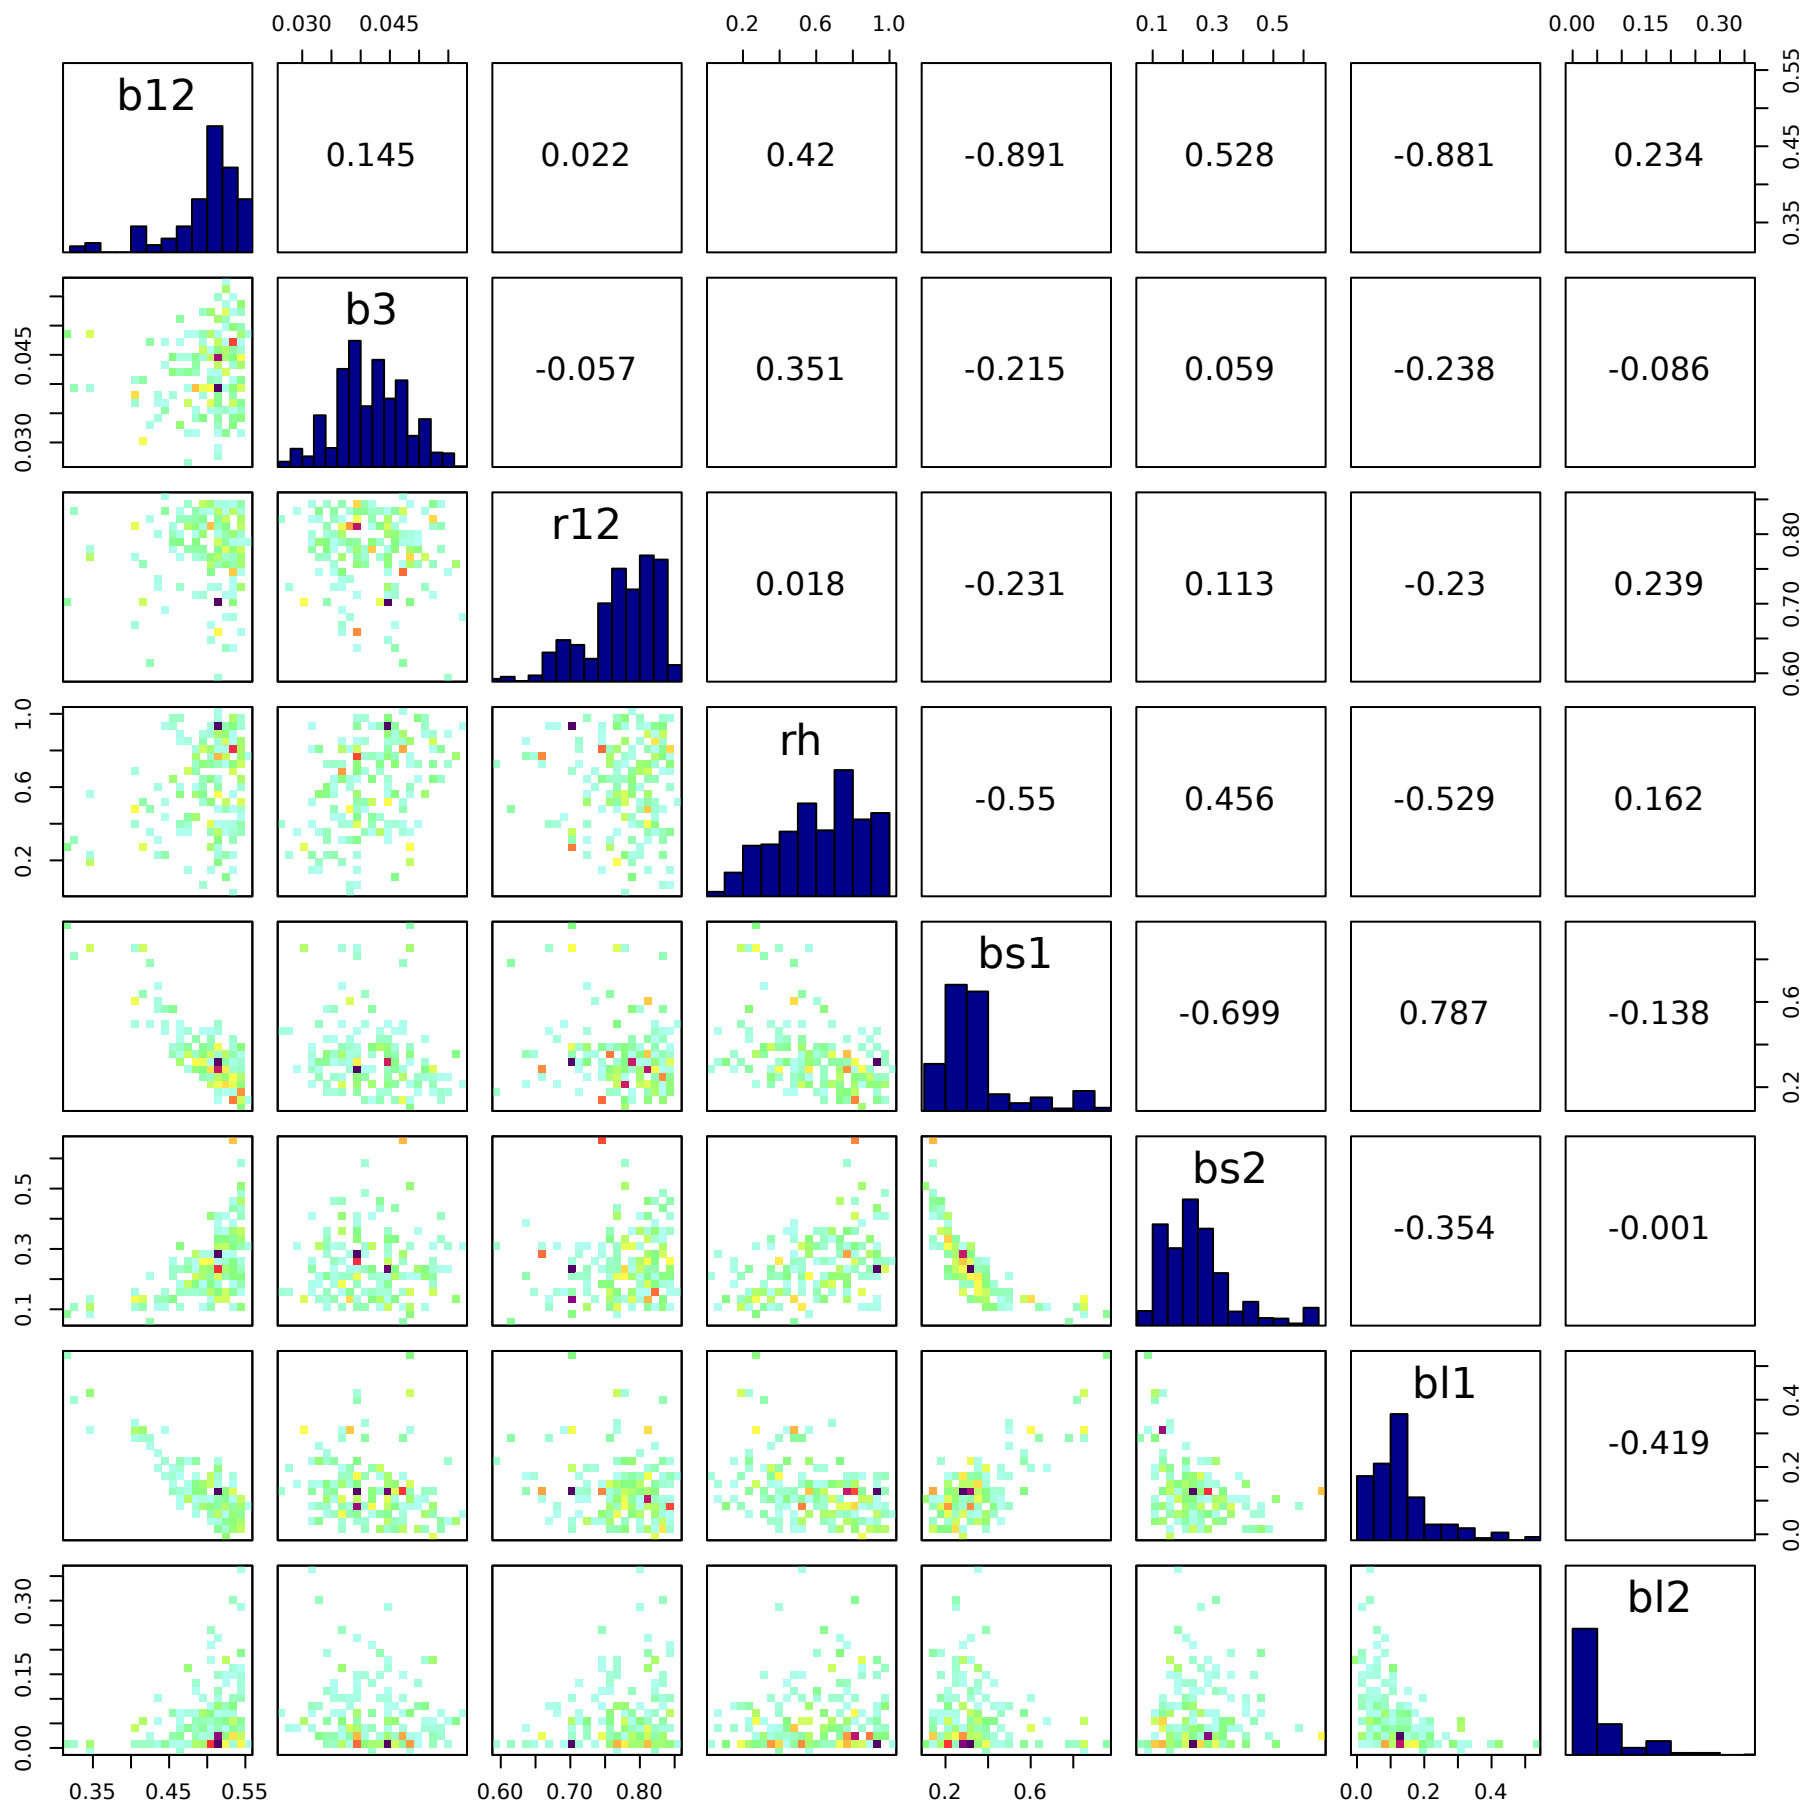 0.030 0.045 0.2 0.6 1.0 0.1 0.3 0.5 0.00 0.15 0.30
b12 0.145 0.022 0.42 -0.891 0.528 -0.881 0.234 0.35 0.45 0.55
0.030 0.045 b3 -0.057 0.351 -0.215 0.059 -0.238 -0.086
r12 0.018 -0.231 0.113 -0.23 0.239 0.60 0.70 0.80
0.2 0.6 1.0 rh -0.55 0.456 -0.529 0.162
bs1 -0.699 0.787 -0.138 0.2 0.6
0.1 0.3 0.5 bs2 -0.354 -0.001
bl1 -0.419 0.0 0.2 0.4
0.00 0.15 0.30 bl2
0.35 0.45 0.55 0.60 0.70 0.80 0.2 0.6 0.0 0.2 0.4